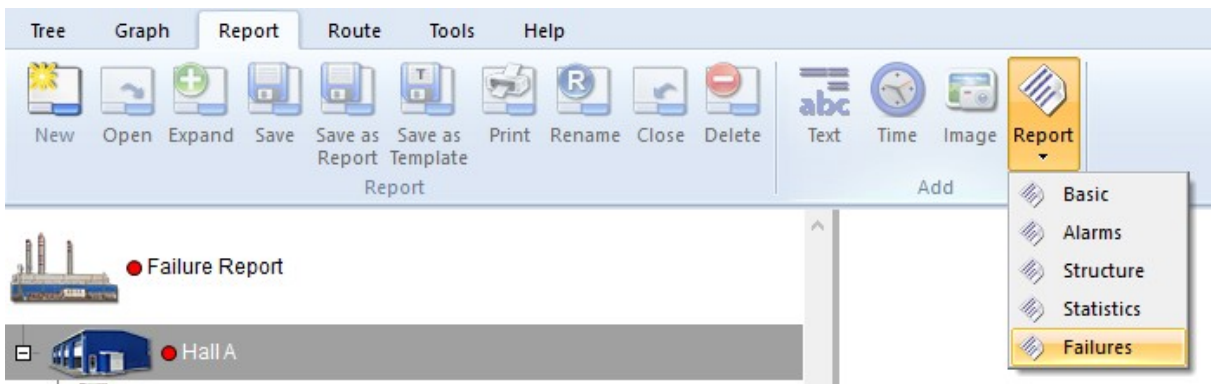 Tree Graph Report Route Tools Help
New Open Expand Save Save as Report Save as Template Print Rename Close Delete Text Time Image Report
T R abc
Report Add
Basic
Alarms
Structure
Statistics
Failures
Failure Report
Hall A